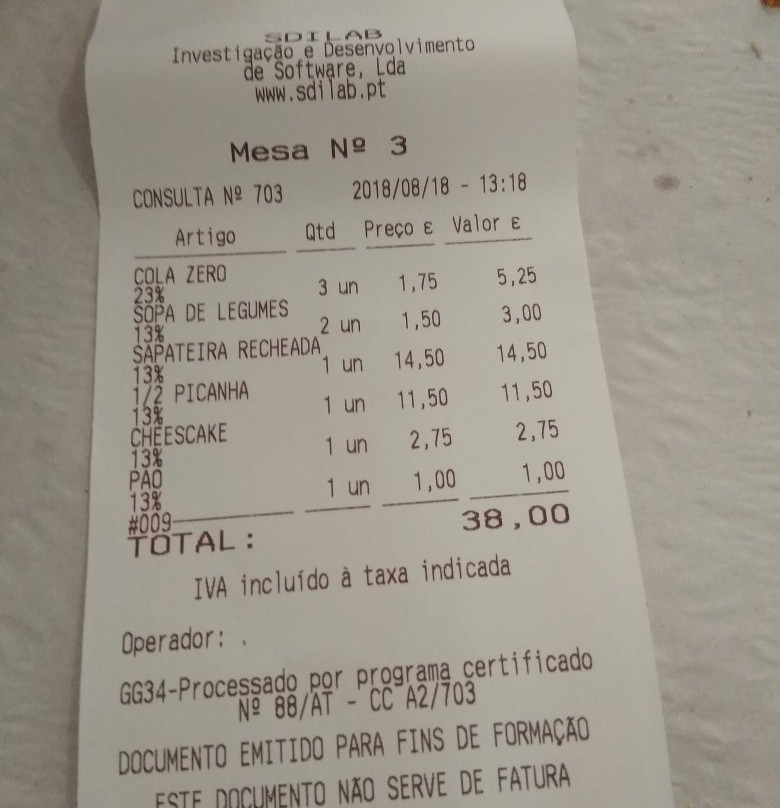 SDILAB
Investigação e Desenvolvimento
de Software, Lda
www.sdilab.pt
Mesa Nº 3
CONSULTA Nº 703 2018/08/18 - 13:18
Artigo Qtd Preço ε Valor ε
COLA ZERO
23% 3 un 1,75 5,25
SOPA DE LEGUMES
13% 2 un 1,50 3,00
SAPATEIRA RECHEADA
13% 1 un 14,50 14,50
1/2 PICANHA
13% 1 un 11,50 11,50
CHEESCAKE
13% 1 un 2,75 2,75
PAO
13% 1 un 1,00 1,00
#009
TOTAL: 38,00
IVA incluído à taxa indicada
Operador: .
GG34-Processado por programa certificado
Nº 88/AT - CC A2/703
DOCUMENTO EMITIDO PARA FINS DE FORMAÇÃO
ESTE DOCUMENTO NÃO SERVE DE FATURA